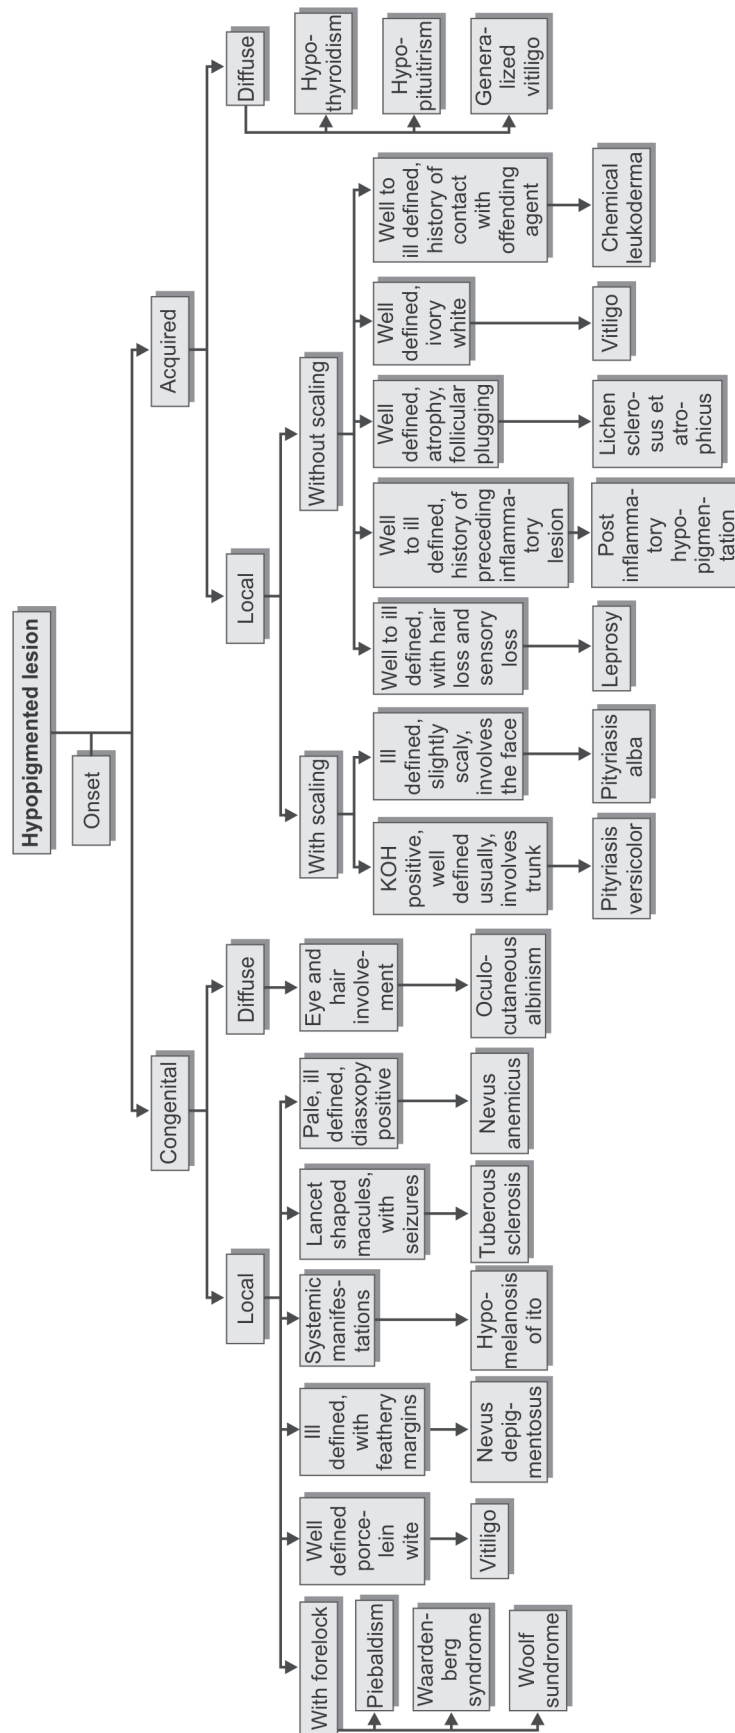 Hypopigmented lesion
Onset
Congenital
Acquired
Local
Diffuse
Local
Diffuse
With forelock
Piebaldism
Waarden-
berg
syndrome
Woolf
sundrome
Well
defined
porce-
lein
wite
Vitiligo
Ill
defined,
with
feathery
margins
Nevus
depig-
mentosus
Systemic
manifes-
tations
Hypo-
melanosis
of ito
Lancet
shaped
macules,
with
seizures
Tuberous
sclerosis
Pale, ill
defined,
diasxopy
positive
Nevus
anemicus
Eye and
hair
involve-
ment
Oculo-
cutaneous
albinism
With scaling
KOH
positive,
well
defined
usually,
involves
trunk
Pityriasis
versicolor
Ill
defined,
slightly
scaly,
involves
the face
Pityriasis
alba
Without scaling
Well to ill
defined,
with hair
loss and
sensory
loss
Leprosy
Well
to ill
defined,
history of
preceding
inflamma-
tory
lesion
Post
inflamma-
tory
hypo-
pigmen-
tation
Well
defined,
atrophy,
follicular
plugging
Lichen
sclero-
sus et
atro-
phicus
Well
defined,
ivory
white
Vitligo
Well to
ill defined,
history of
contact
with
offending
agent
Chemical
leukoderma
Hypo-
thyroidism
Hypo-
pituitirism
Genera-
lized
vitiligo